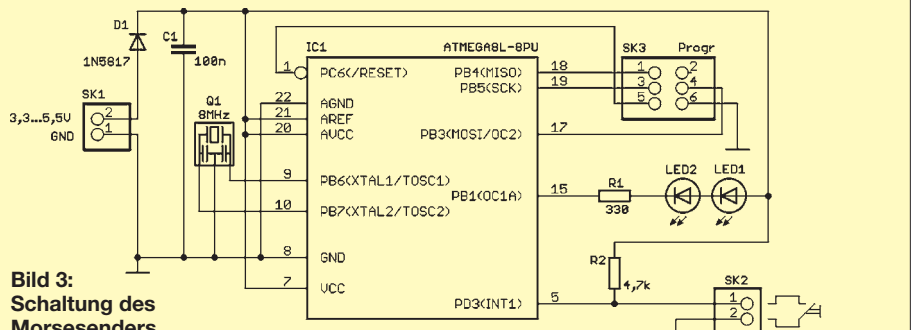 D1
1N5817
C1
100n
SK1
3,3...5,5V
2
GND
1
Q1
8MHz
IC1
ATMEGA8L-8PU
1
PC6(/RESET)
22
AGND
21
AREF
20
AVCC
9
PB6(XTAL1/TOSC1)
10
PB7(XTAL2/TOSC2)
8
GND
7
VCC
PB4(MISO)
18
PB5(SCK)
19
PB3(MOSI/OC2)
17
PB1(OC1A)
15
PD3(INT1)
5
SK3
Progr
1
2
3
4
5
6
R1
330
LED2
LED1
R2
4,7k
SK2
1
2
Bild 3:
Schaltung des
Morsesenders